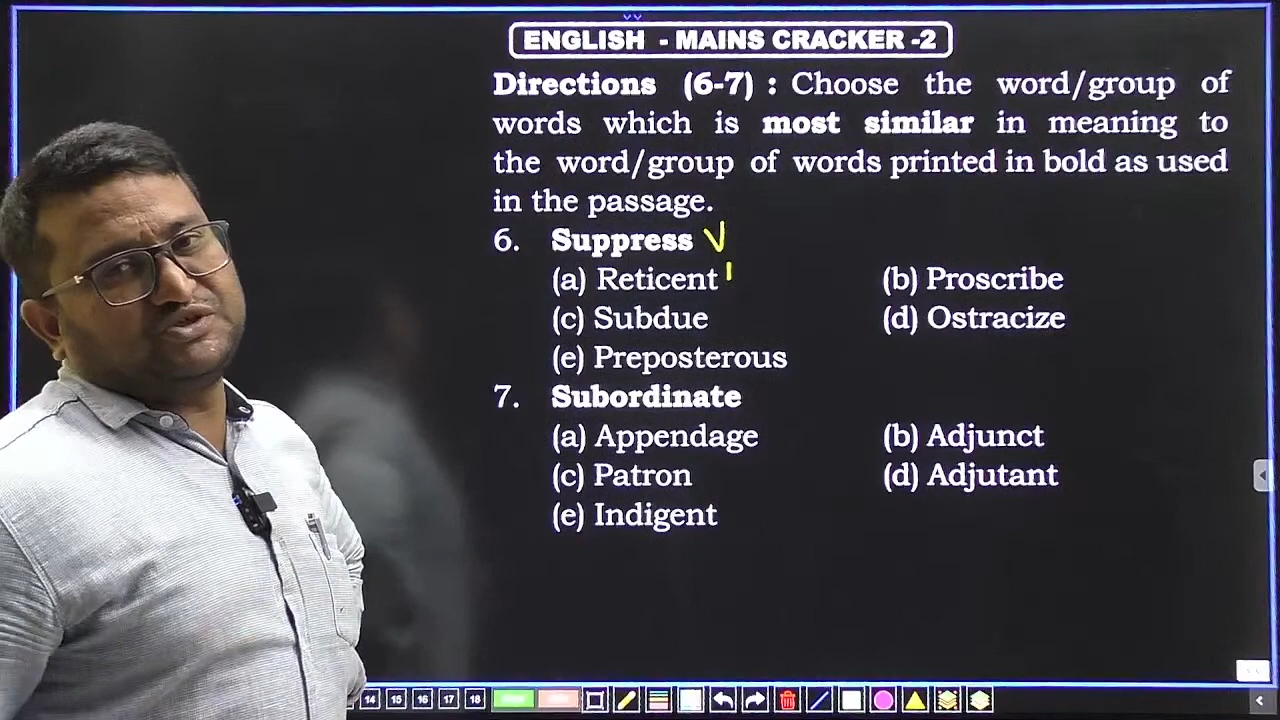 ENGLISH - MAINS CRACKER -2
Directions (6-7) : Choose the word/group of
words which is most similar in meaning to
the word/group of words printed in bold as used
in the passage.
6. Suppress V
(a) Reticent (b) Proscribe
(c) Subdue (d) Ostracize
(e) Preposterous
7. Subordinate
(a) Appendage (b) Adjunct
(c) Patron (d) Adjutant
(e) Indigent
14 15 16 17 18